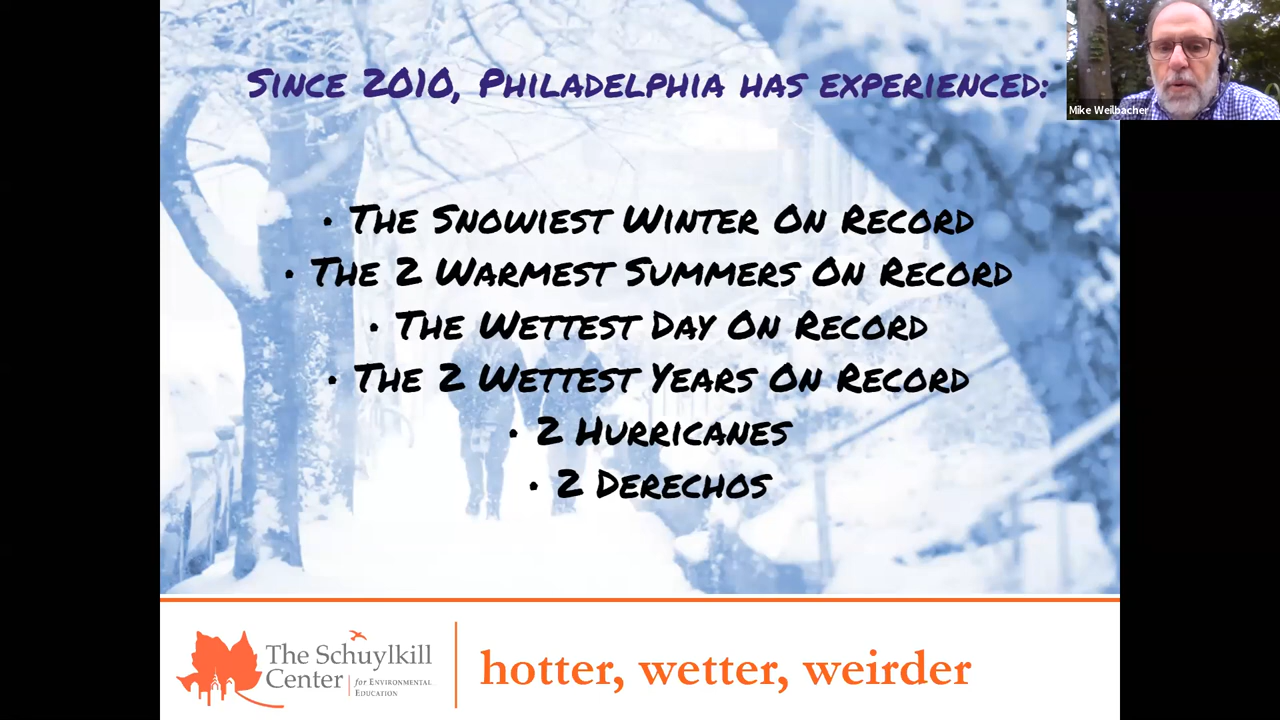 Since 2010, Philadelphia has experienced:
Mike Weilbacher
• The Snowiest Winter On Record
• The 2 Warmest Summers On Record
• The Wettest Day On Record
• The 2 Wettest Years On Record
• 2 Hurricanes
• 2 Derechos
The Schuylkill
Center | for Environmental
Education
hotter, wetter, weirder